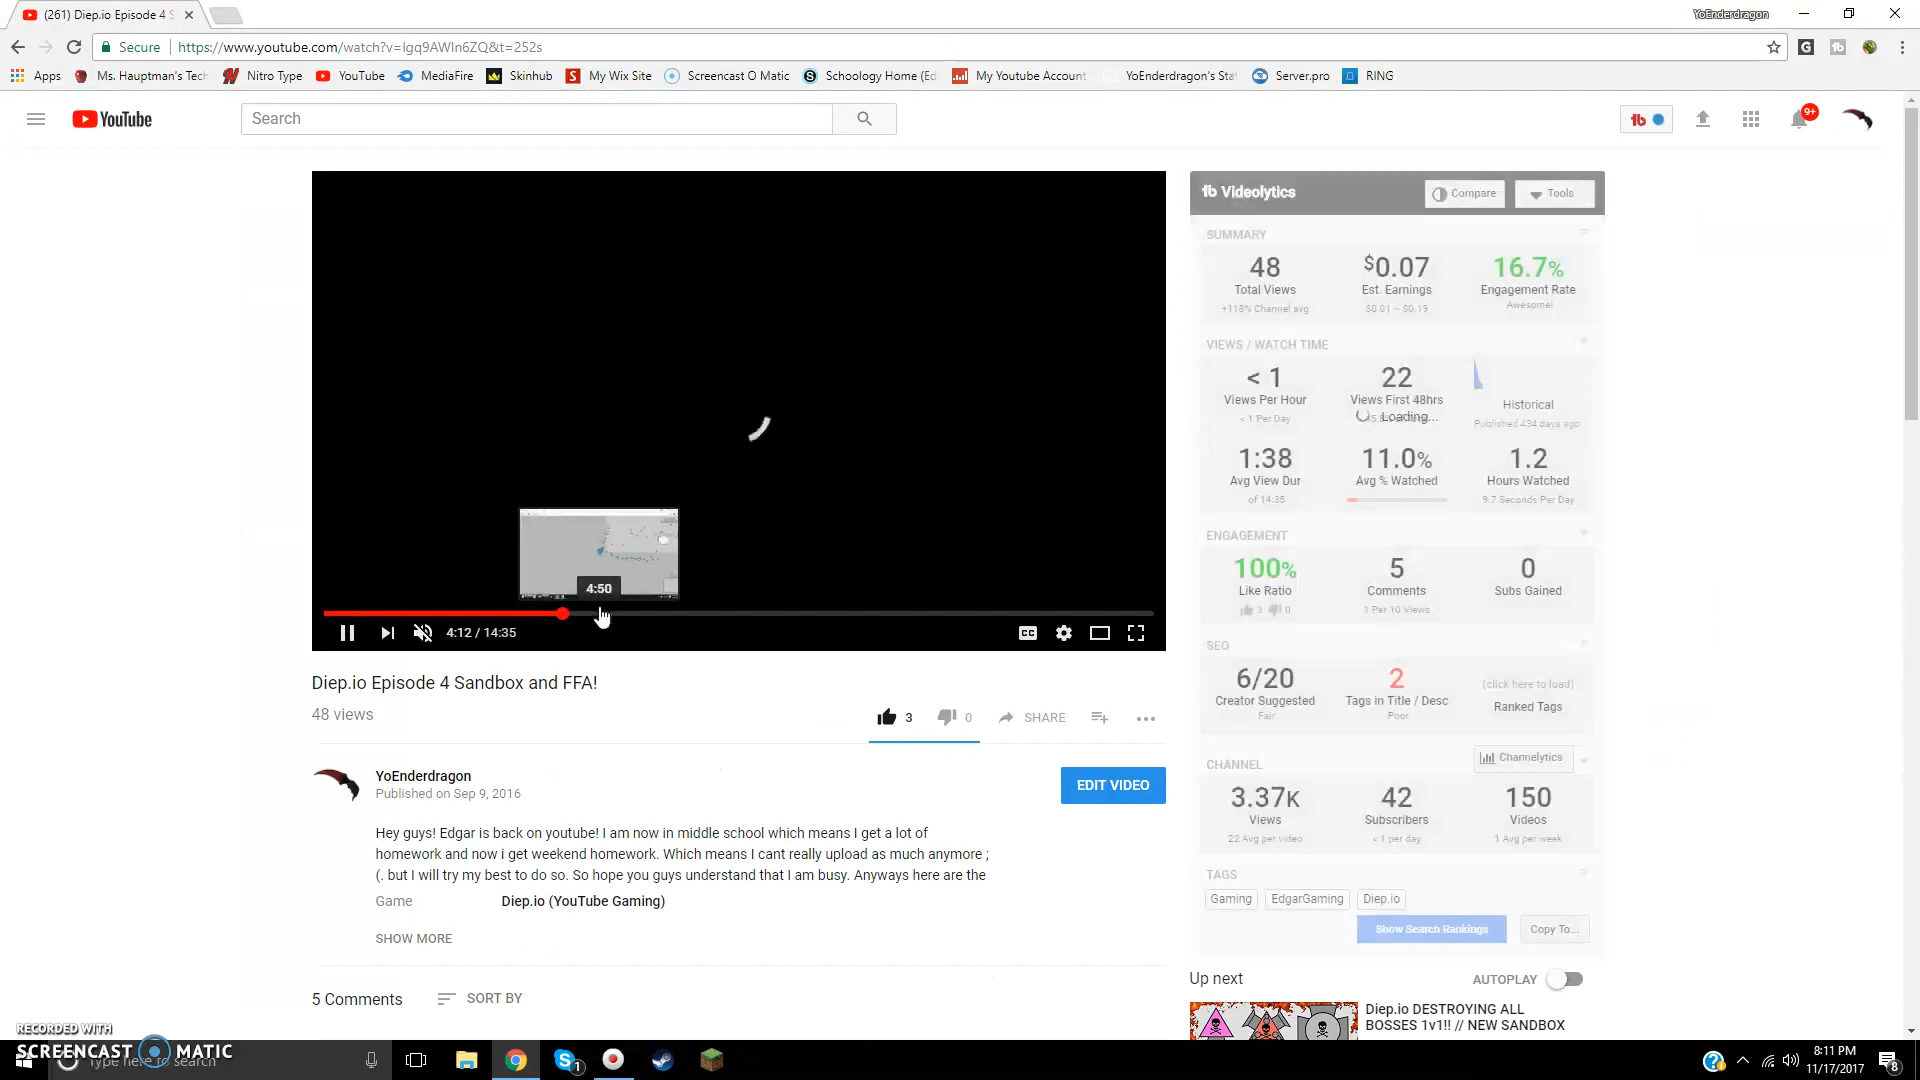 (261) Diep.io Episode 4 S
YoEnderdragon
Secure https://www.youtube.com/watch?v=Igq9AWIn6ZQ&t=252s
Apps Ms. Hauptman's Tech Nitro Type YouTube MediaFire Skinhub My Wix Site Screencast O Matic Schoology Home (Ed My Youtube Account YoEnderdragon's Stat Server.pro RING
YouTube
Search
9+
Videolytics Compare Tools
SUMMARY
48 $0.07 16.7%
Total Views Est. Earnings Engagement Rate
+118% Channel avg $0.01 – $0.19 Awesome!
VIEWS / WATCH TIME
< 1 22
Views Per Hour Views First 48hrs Historical
< 1 Per Day Loading... Published 434 days ago
1:38 11.0% 1.2
Avg View Dur Avg % Watched Hours Watched
of 14:35 9.7 Seconds Per Day
ENGAGEMENT
100% 5 0
Like Ratio Comments Subs Gained
3 0 1 Per 10 Views
SEO
6/20 2 (click here to load)
Creator Suggested Tags in Title / Desc Ranked Tags
Fair Poor
CHANNEL Channelytics
3.37K 42 150
Views Subscribers Videos
22 Avg per video < 1 per day 1 Avg per week
TAGS
Gaming EdgarGaming Diep.io
Show Search Rankings Copy To...
4:50
4:12 / 14:35
CC
Diep.io Episode 4 Sandbox and FFA!
48 views
3 0 SHARE
YoEnderdragon
Published on Sep 9, 2016
EDIT VIDEO
Hey guys! Edgar is back on youtube! I am now in middle school which means I get a lot of
homework and now i get weekend homework. Which means I cant really upload as much anymore ;
(. but I will try my best to do so. So hope you guys understand that I am busy. Anyways here are the
Game Diep.io (YouTube Gaming)
SHOW MORE
5 Comments SORT BY
Up next AUTOPLAY
Diep.io DESTROYING ALL
BOSSES 1v1!! // NEW SANDBOX
RECORDED WITH
SCREENCAST MATIC
Type here to search
1
8:11 PM
11/17/2017
8